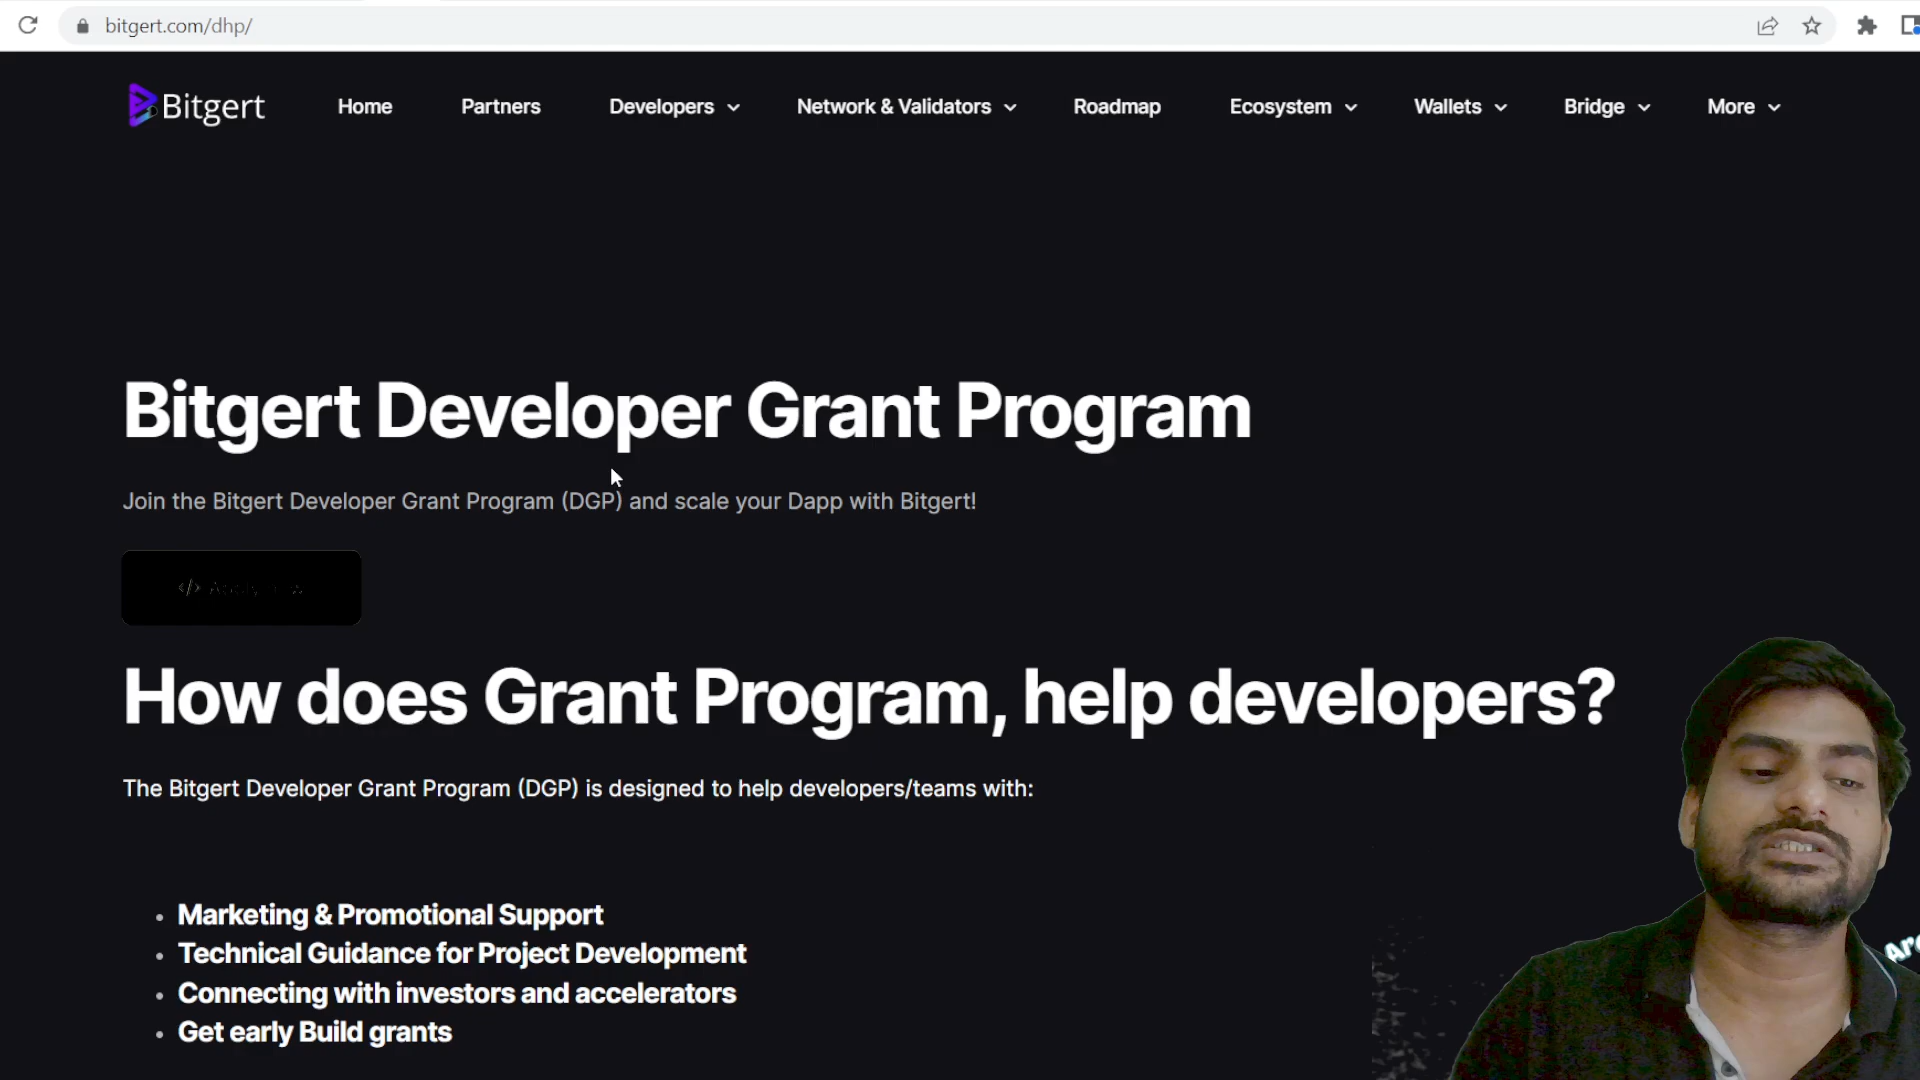 bitgert.com/dhp/
Bitgert
Home
Partners
Developers
Network & Validators
Roadmap
Ecosystem
Wallets
Bridge
More
Bitgert Developer Grant Program
Join the Bitgert Developer Grant Program (DGP) and scale your Dapp with Bitgert!
</>
How does Grant Program, help developers?
The Bitgert Developer Grant Program (DGP) is designed to help developers/teams with:
• Marketing & Promotional Support
• Technical Guidance for Project Development
• Connecting with investors and accelerators
• Get early Build grants